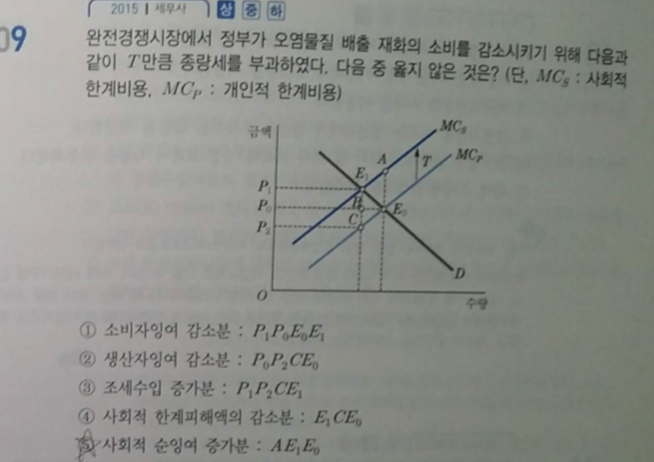 2015 | 세무사 상 중 하
09
완전경쟁시장에서 정부가 오염물질 배출 재화의 소비를 감소시키기 위해 다음과
같이 T만큼 종량세를 부과하였다. 다음 중 옳지 않은 것은? (단, MC_S : 사회적
한계비용, MC_P : 개인적 한계비용)
금액
MC_S
MC_P
A
T
E_1
P_1
B
P_0
E_0
C
P_2
D
O
수량
① 소비자잉여 감소분 : P_1P_0E_0E_1
② 생산자잉여 감소분 : P_0P_2CE_0
③ 조세수입 증가분 : P_1P_2CE_1
④ 사회적 한계피해액의 감소분 : E_1CE_0
⑤ 사회적 순잉여 증가분 : AE_1E_0